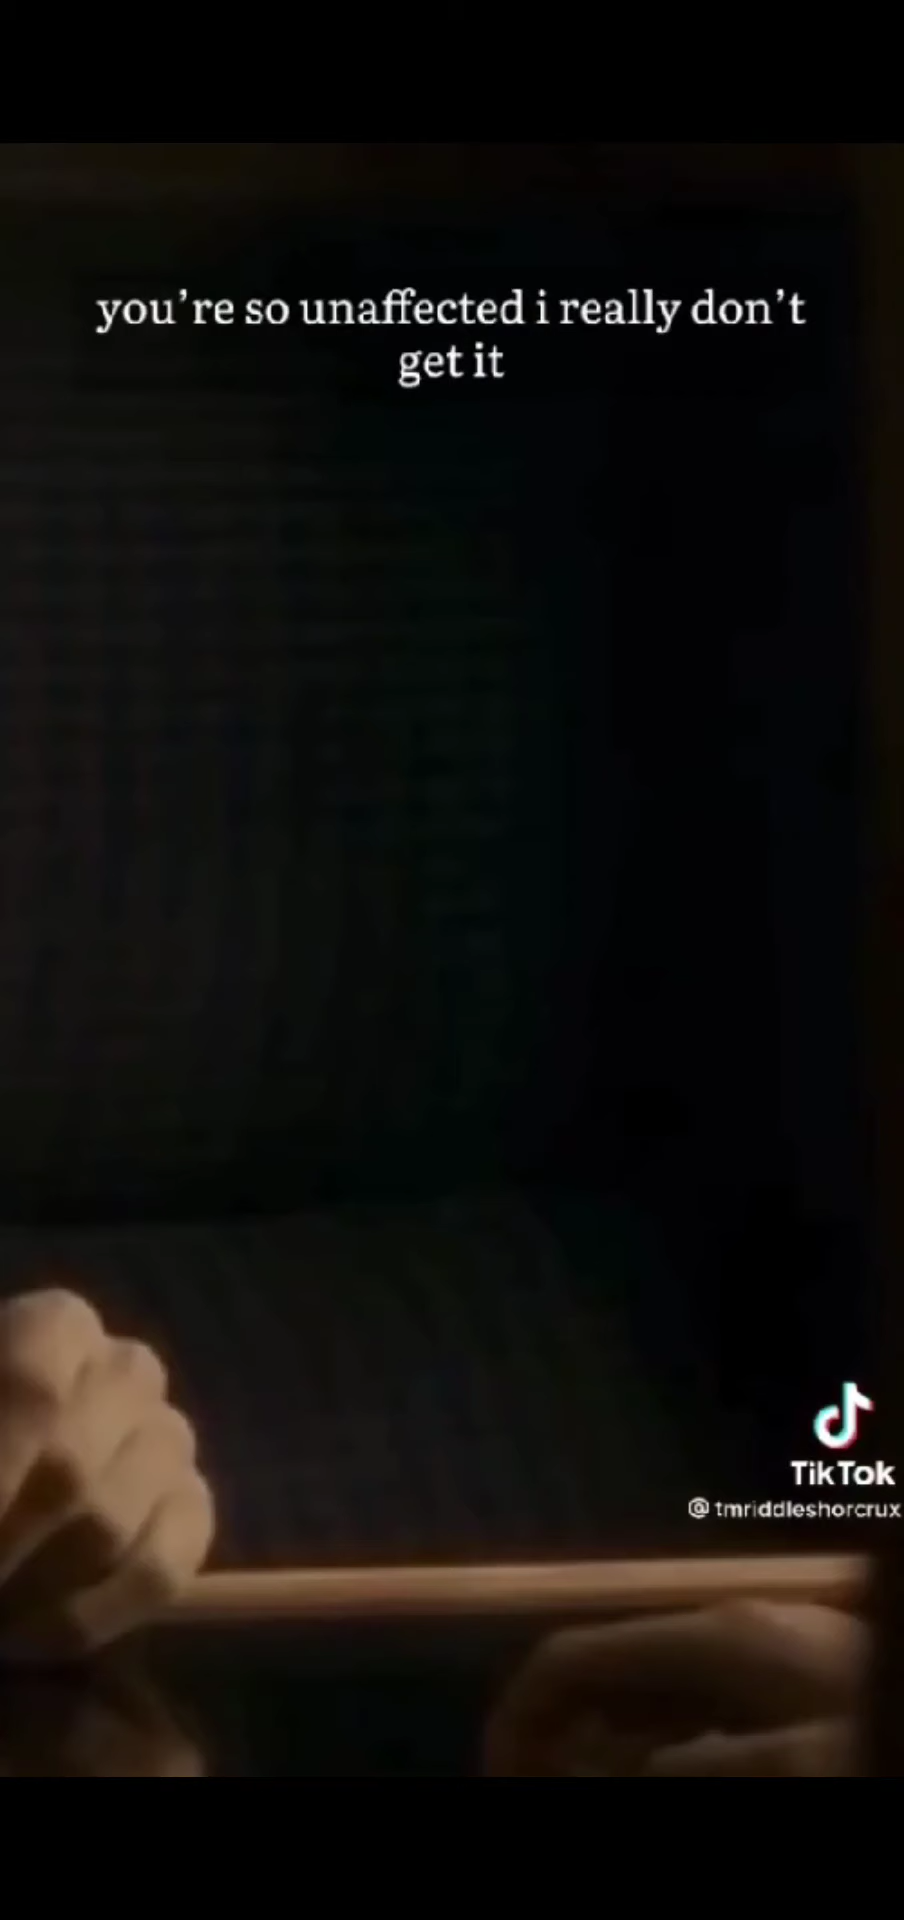 you’re so unaffected i really don’t
get it
TikTok
@tmriddleshorcrux